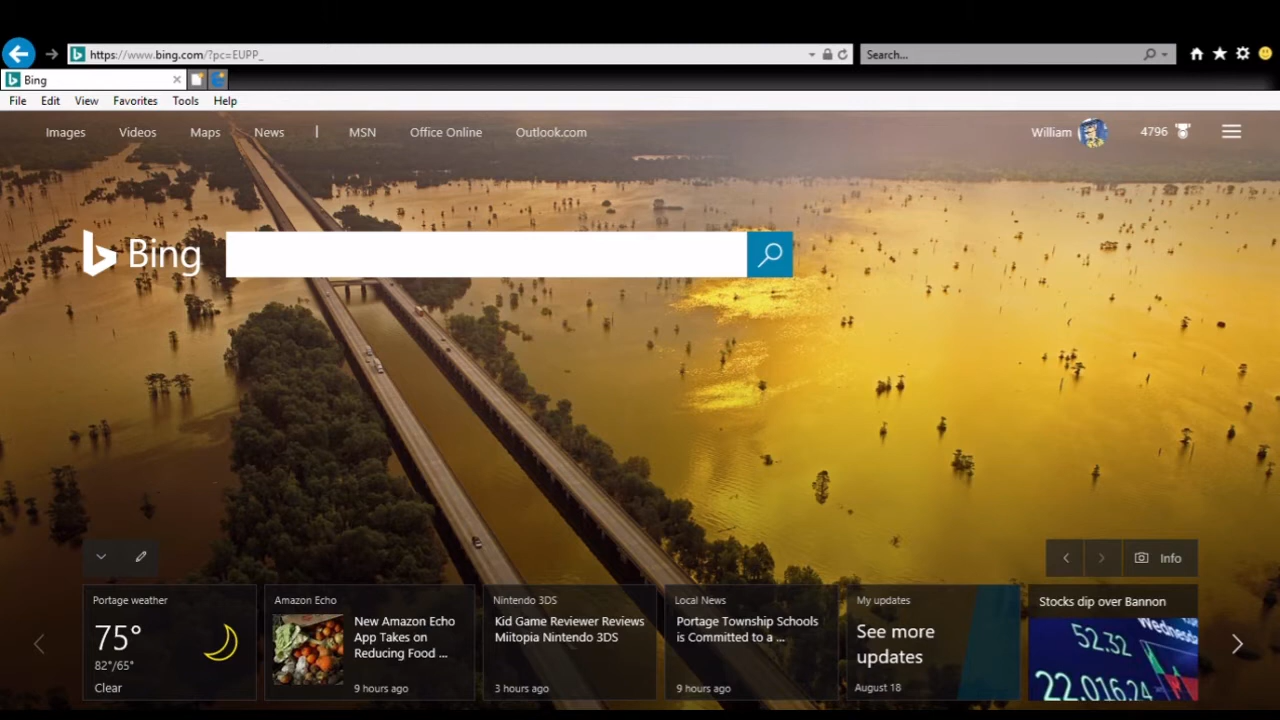 https://www.bing.com/?pc=EUPP_
Search...
Bing
File Edit View Favorites Tools Help
Images Videos Maps News | MSN Office Online Outlook.com
William 4796
Bing
Info
Portage weather
75°
82°/65°
Clear
Amazon Echo
New Amazon Echo
App Takes on
Reducing Food ...
9 hours ago
Nintendo 3DS
Kid Game Reviewer Reviews
Miitopia Nintendo 3DS
3 hours ago
Local News
Portage Township Schools
is Committed to a ...
9 hours ago
My updates
See more
updates
August 18
Stocks dip over Bannon
Wednesda
52.32
22,016.24